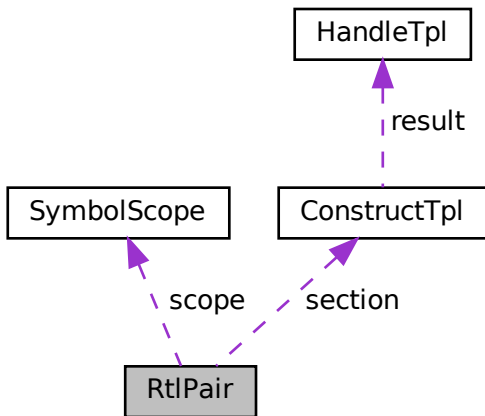 HandleTpl
result
SymbolScope
ConstructTpl
scope
section
RtlPair